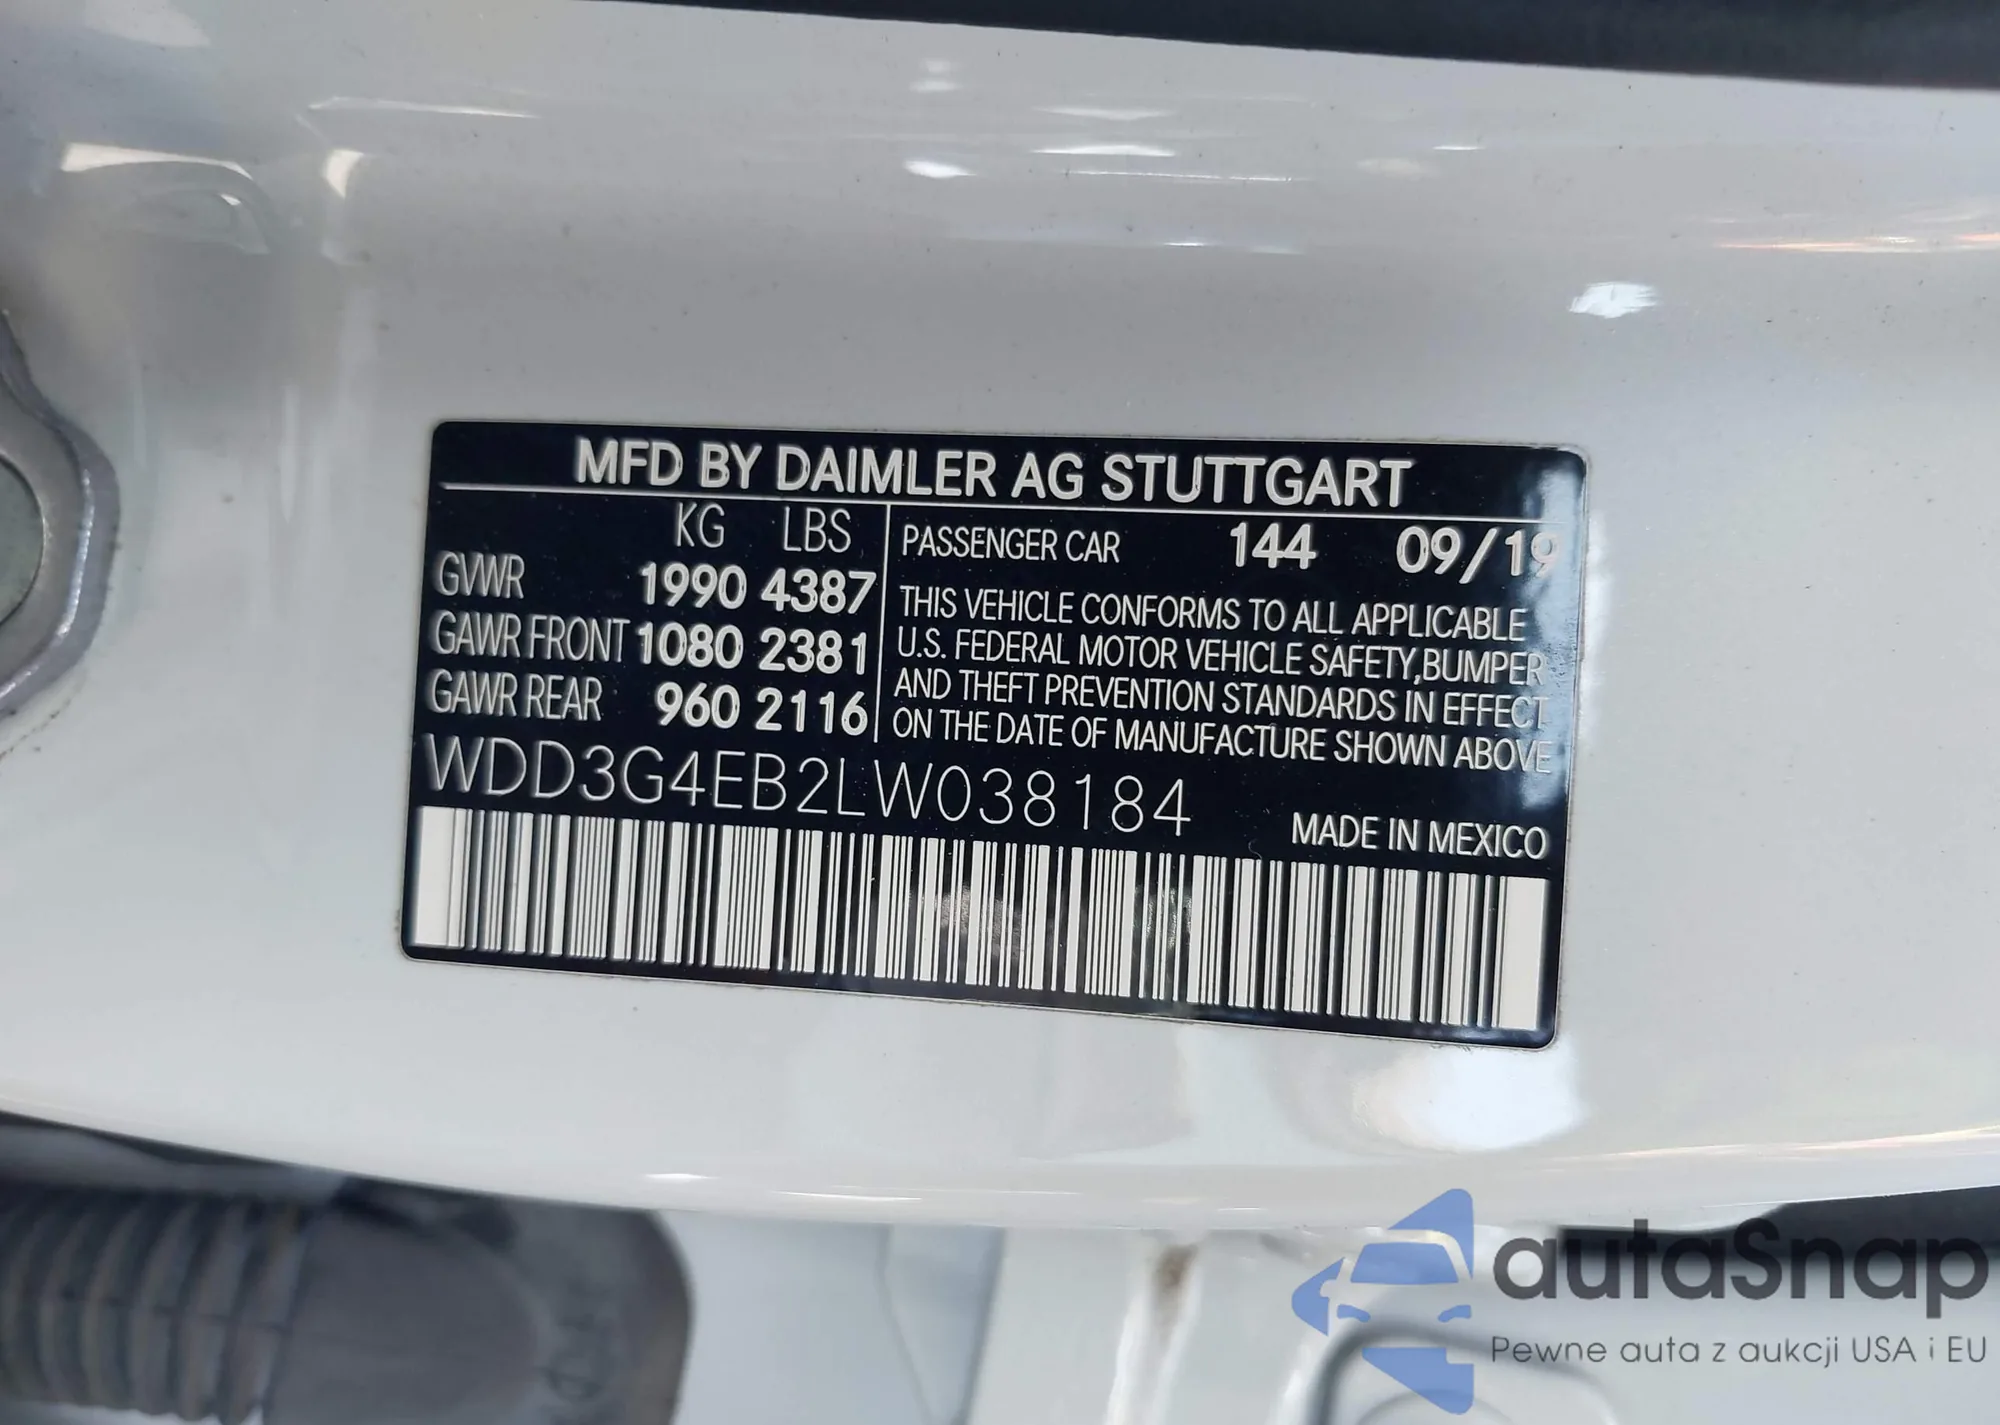 MFD BY DAIMLER AG STUTTGART
KG LBS
GVWR 1990 4387
GAWR FRONT 1080 2381
GAWR REAR 960 2116
PASSENGER CAR 144 09/19
THIS VEHICLE CONFORMS TO ALL APPLICABLE
U.S. FEDERAL MOTOR VEHICLE SAFETY,BUMPER
AND THEFT PREVENTION STANDARDS IN EFFECT
ON THE DATE OF MANUFACTURE SHOWN ABOVE
WDD3G4EB2LW038184
MADE IN MEXICO
autaSnap
Pewne auta z aukcji USA i EU